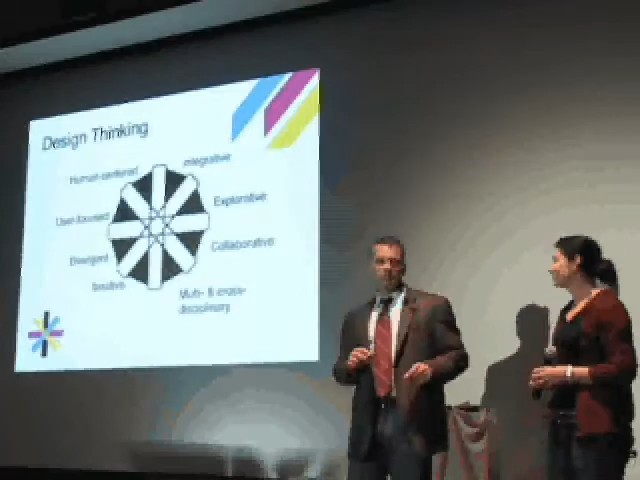 Design Thinking
Human-centered
Integrative
User-focused
Explorative
Divergent
Collaborative
Iterative
Multi- & cross-
disciplinary